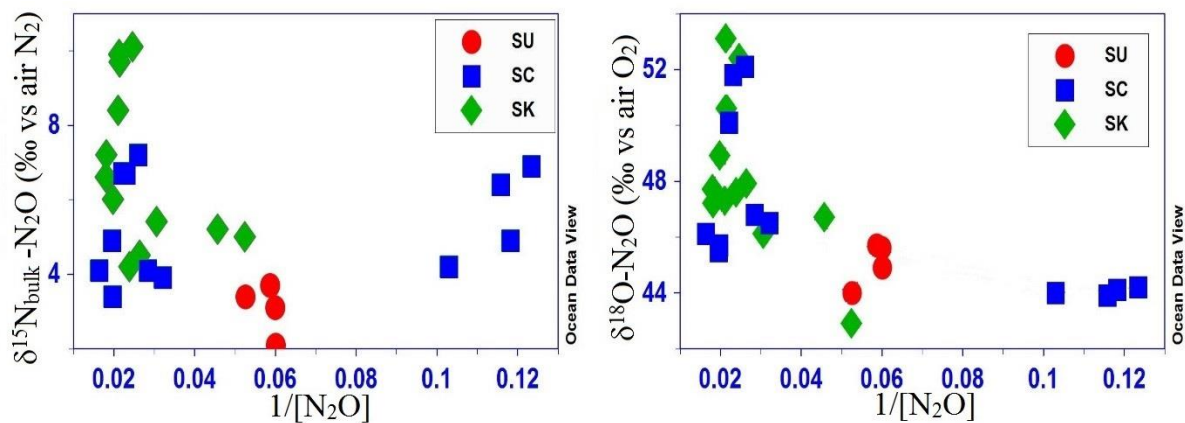 δ¹⁵N_bulk -N₂O (‰ vs air N₂)
8
4
SU
SC
SK
0.02 0.04 0.06 0.08 0.1 0.12
1/[N₂O]
Ocean Data View
δ¹⁸O-N₂O (‰ vs air O₂)
52
48
44
SU
SC
SK
0.02 0.04 0.06 0.08 0.1 0.12
1/[N₂O]
Ocean Data View